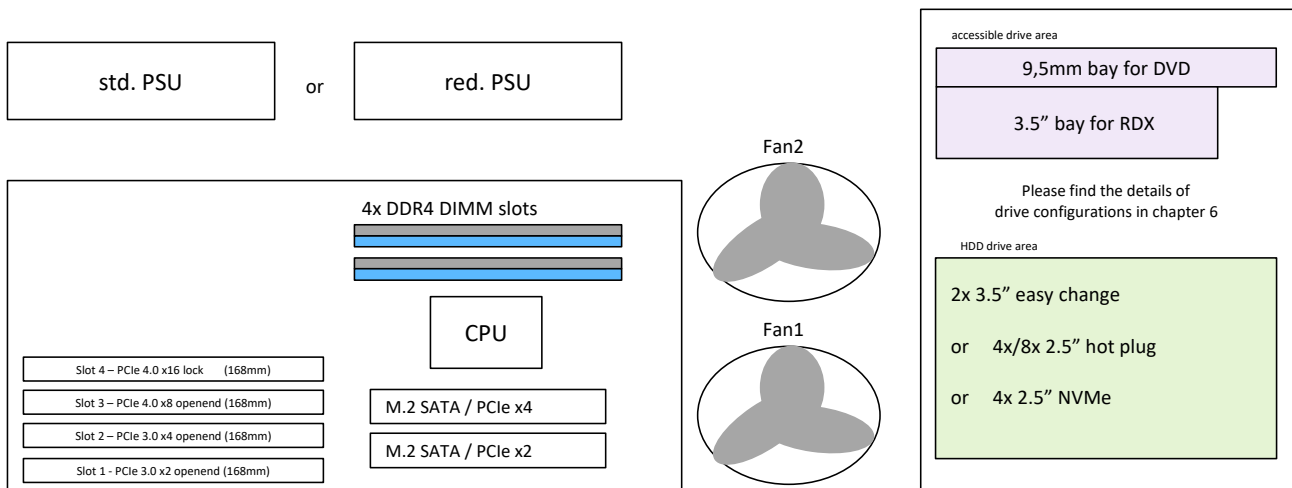 accessible drive area
9,5mm bay for DVD
3.5” bay for RDX
Please find the details of
drive configurations in chapter 6
HDD drive area
2x 3.5” easy change
or 4x/8x 2.5” hot plug
or 4x 2.5” NVMe
std. PSU
or
red. PSU
Fan2
Fan1
4x DDR4 DIMM slots
CPU
Slot 4 – PCIe 4.0 x16 lock (168mm)
Slot 3 – PCIe 4.0 x8 openend (168mm)
Slot 2 – PCIe 3.0 x4 openend (168mm)
Slot 1 - PCIe 3.0 x2 openend (168mm)
M.2 SATA / PCIe x4
M.2 SATA / PCIe x2